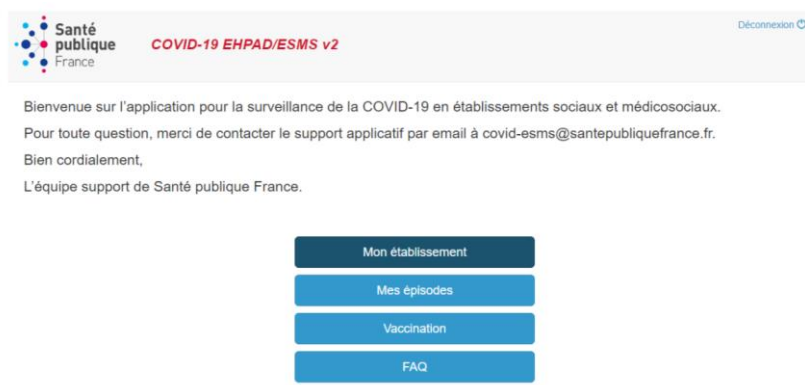 Santé
publique
France
COVID-19 EHPAD/ESMS v2
Déconnexion
Bienvenue sur l'application pour la surveillance de la COVID-19 en établissements sociaux et médicosociaux.
Pour toute question, merci de contacter le support applicatif par email à covid-esms@santepubliquefrance.fr.
Bien cordialement,
L'équipe support de Santé publique France.
Mon établissement
Mes épisodes
Vaccination
FAQ